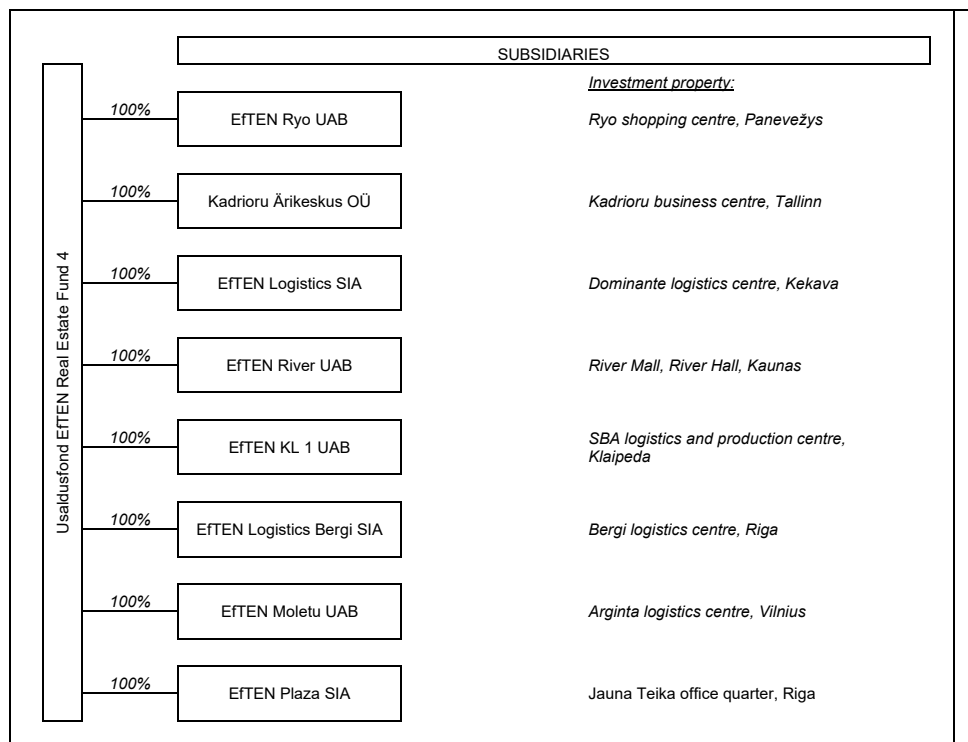 SUBSIDIARIES
Usaldusfond EfTEN Real Estate Fund 4
Investment property:
100%
EfTEN Ryo UAB
Ryo shopping centre, Panevežys
100%
Kadrioru Ärikeskus OÜ
Kadrioru business centre, Tallinn
100%
EfTEN Logistics SIA
Dominante logistics centre, Kekava
100%
EfTEN River UAB
River Mall, River Hall, Kaunas
100%
EfTEN KL 1 UAB
SBA logistics and production centre,
Klaipeda
100%
EfTEN Logistics Bergi SIA
Bergi logistics centre, Riga
100%
EfTEN Moletu UAB
Arginta logistics centre, Vilnius
100%
EfTEN Plaza SIA
Jauna Teika office quarter, Riga